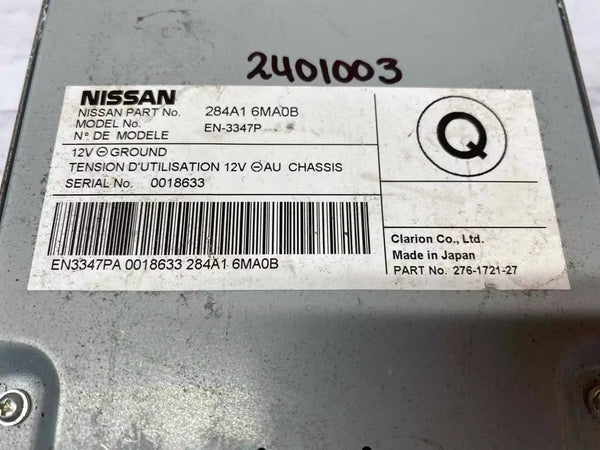 2401003
NISSAN
NISSAN PART No. 284A1 6MA0B
MODEL No. EN-3347P
N° DE MODELE
12V ⊖ GROUND
TENSION D'UTILISATION 12V ⊖ AU CHASSIS
SERIAL No. 0018633
EN3347PA 0018633 284A1 6MA0B
Q
Clarion Co., Ltd.
Made in Japan
PART No. 276-1721-27